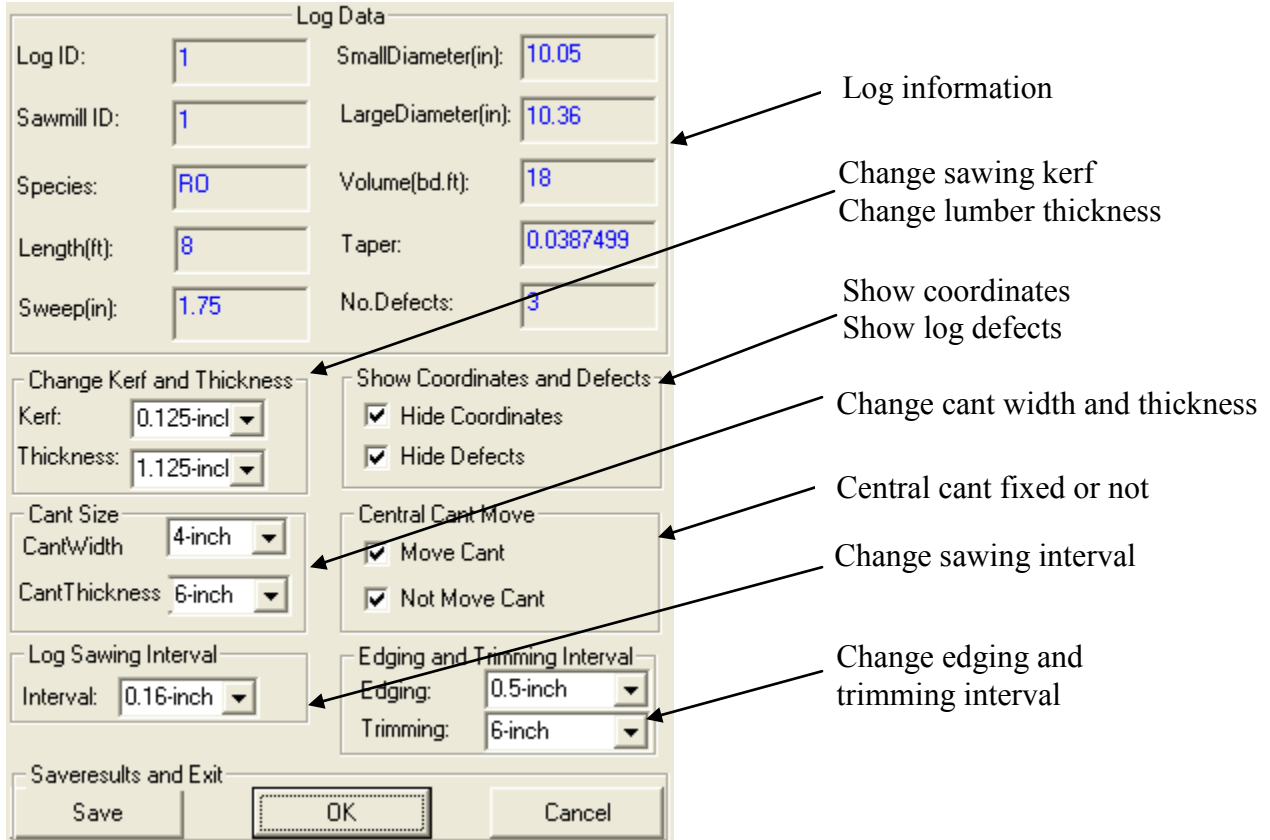 Log Data
Log ID: 1 SmallDiameter(in): 10.05
Sawmill ID: 1 LargeDiameter(in): 10.36
Species: RO Volume(bd.ft): 18
Length(ft): 8 Taper: 0.0387499
Sweep(in): 1.75 No.Defects: 3
Change Kerf and Thickness
Kerf: 0.125-incl
Thickness: 1.125-incl
Show Coordinates and Defects
Hide Coordinates
Hide Defects
Cant Size
CantWidth 4-inch
CantThickness 6-inch
Central Cant Move
Move Cant
Not Move Cant
Log Sawing Interval
Interval: 0.16-inch
Edging and Trimming Interval
Edging: 0.5-inch
Trimming: 6-inch
Saveresults and Exit
Save OK Cancel
Log information
Change sawing kerf
Change lumber thickness
Show coordinates
Show log defects
Change cant width and thickness
Central cant fixed or not
Change sawing interval
Change edging and
trimming interval